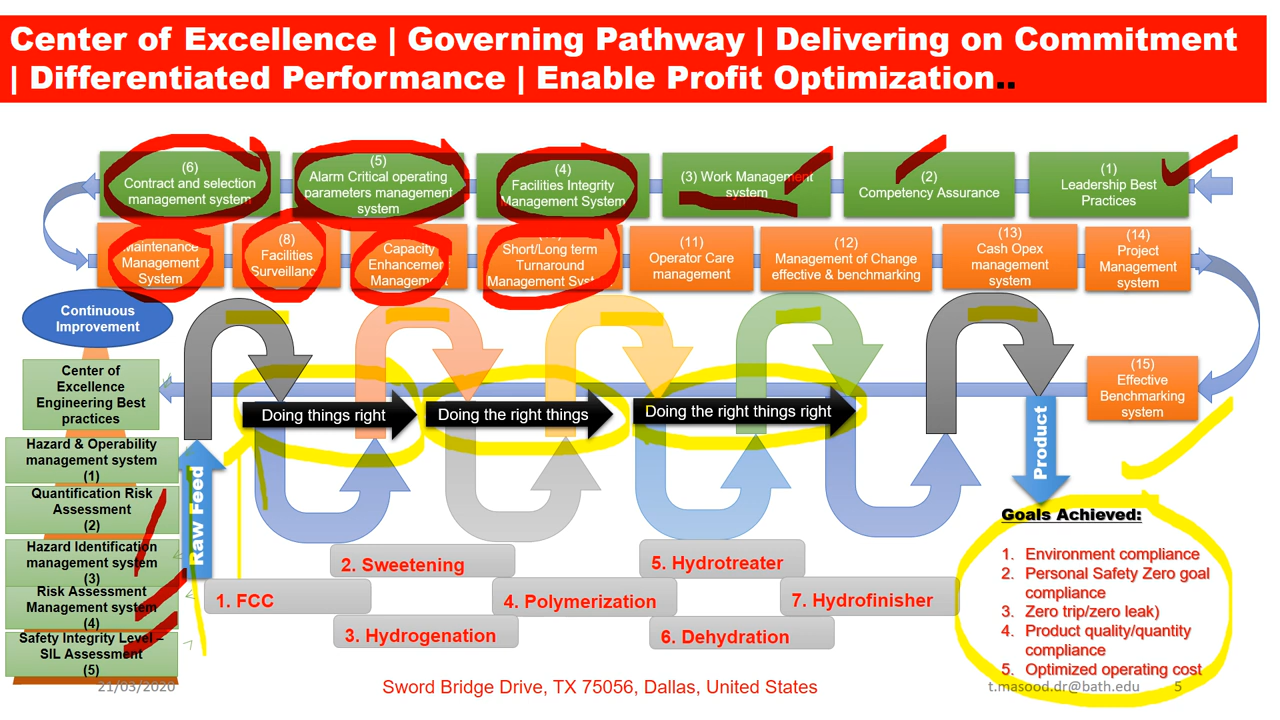 Center of Excellence | Governing Pathway | Delivering on Commitment
| Differentiated Performance | Enable Profit Optimization..
(6)
Contract and selection
management system
(5)
Alarm Critical operating
parameters management
system
(4)
Facilities Integrity
Management System
(3) Work Management
system
(2)
Competency Assurance
(1)
Leadership Best
Practices
Maintenance
Management
System
(8)
Facilities
Surveillance
Capacity
Enhancement
Management
Short/Long term
Turnaround
Management System
(11)
Operator Care
management
(12)
Management of Change
effective & benchmarking
(13)
Cash Opex
management
system
(14)
Project
Management
system
Continuous
Improvement
(15)
Effective
Benchmarking
system
Center of
Excellence
Engineering Best
practices
Doing things right
Doing the right things
Doing the right things right
Hazard & Operability
management system
(1)
Quantification Risk
Assessment
(2)
Hazard Identification
management system
(3)
Risk Assessment
Management system
(4)
Safety Integrity Level –
SIL Assessment
(5)
Raw Feed
Product
Goals Achieved:
1. Environment compliance
2. Personal Safety Zero goal
compliance
3. Zero trip/zero leak)
4. Product quality/quantity
compliance
5. Optimized operating cost
1. FCC
2. Sweetening
3. Hydrogenation
4. Polymerization
5. Hydrotreater
6. Dehydration
7. Hydrofinisher
21/03/2020
Sword Bridge Drive, TX 75056, Dallas, United States
t.masood.dr@bath.edu
5